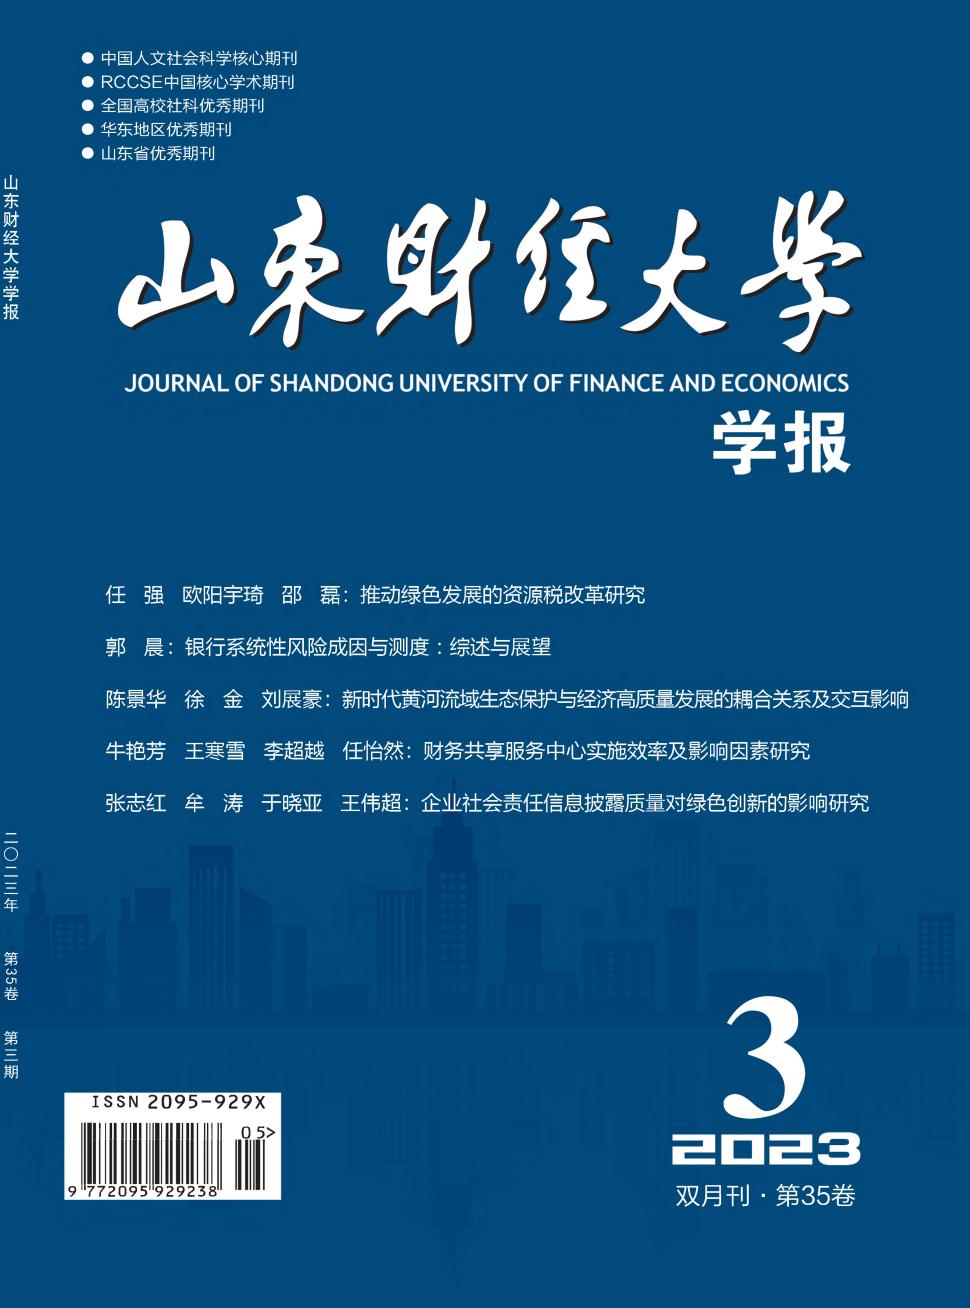 ● 中国人文社会科学核心期刊
● RCCSE中国核心学术期刊
● 全国高校社科优秀期刊
● 华东地区优秀期刊
● 山东省优秀期刊
山东财经大学学报
山东财经大学
JOURNAL OF SHANDONG UNIVERSITY OF FINANCE AND ECONOMICS
学报
任 强 欧阳宇琦 邵 磊：推动绿色发展的资源税改革研究
郭 晨：银行系统性风险成因与测度：综述与展望
陈景华 徐 金 刘展豪：新时代黄河流域生态保护与经济高质量发展的耦合关系及交互影响
牛艳芳 王寒雪 李超越 任怡然：财务共享服务中心实施效率及影响因素研究
张志红 牟 涛 于晓亚 王伟超：企业社会责任信息披露质量对绿色创新的影响研究
二〇二三年 第35卷 第三期
3
2023
双月刊·第35卷
ISSN 2095-929X
05>
9 772095 929238